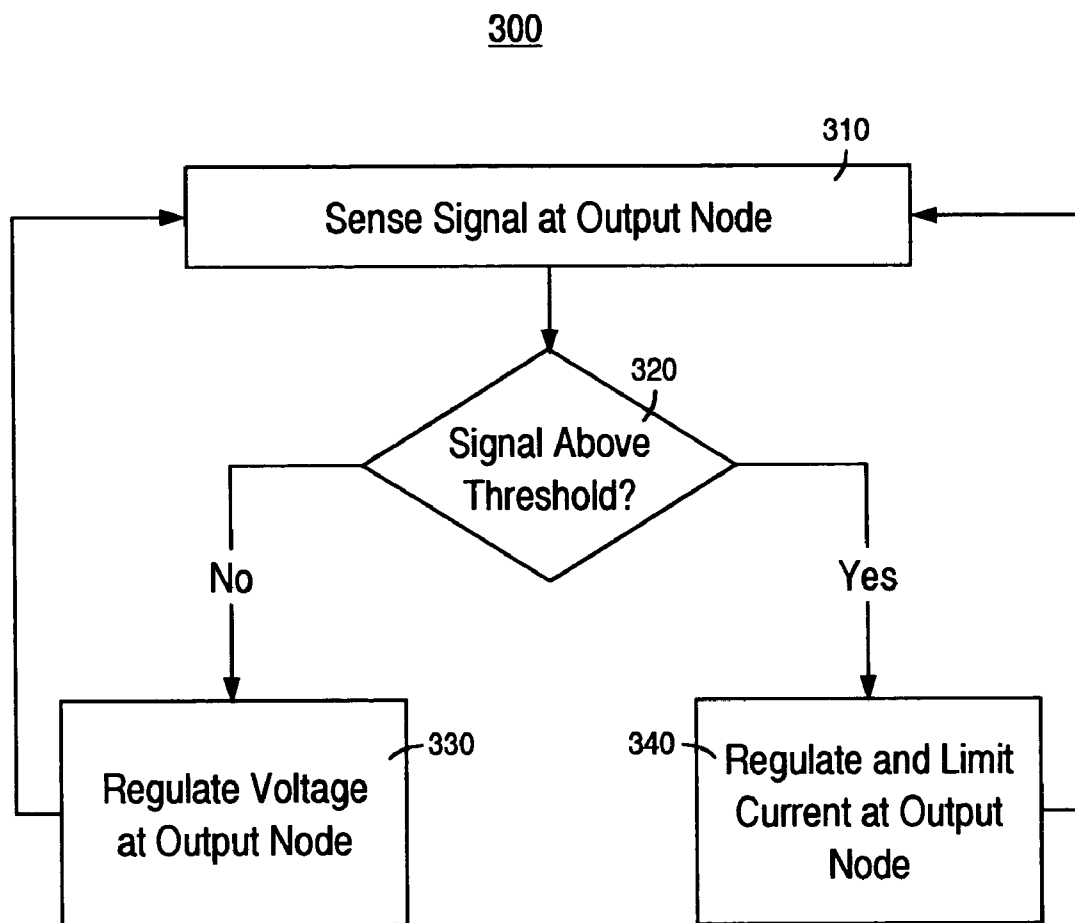 300
310
Sense Signal at Output Node
320
Signal Above
Threshold?
No
Yes
330
Regulate Voltage
at Output Node
340
Regulate and Limit
Current at Output
Node